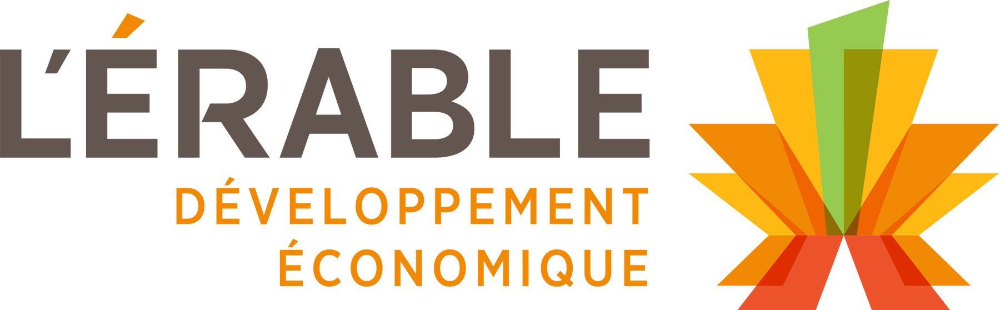 L'ÉRABLE
DÉVELOPPEMENT
ÉCONOMIQUE